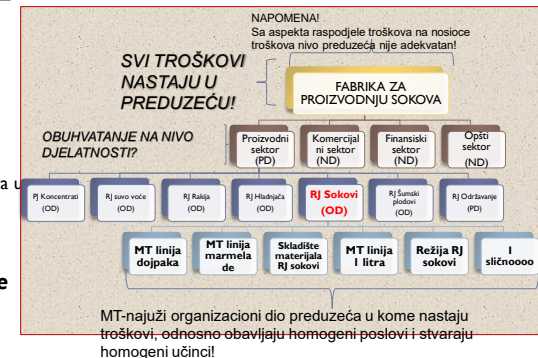 NAPOMENA!
Sa aspekta raspodjele troškova na nosioce
troškova nivo preduzeća nije adekvatan!
SVI TROŠKOVI
NASTAJU U
PREDUZEĆU!
FABRIKA ZA
PROIZVODNJU SOKOVA
OBUHVATANJE NA NIVO
DJELATNOSTI?
Proizvodni
sektor
(PD)
Komercijal
ni sektor
(ND)
Finansiski
sektor
(ND)
Opšti
sektor
(ND)
PJ Koncentrati
(OD)
RJ suvo voće
(OD)
RJ Rakija
(OD)
RJ Hladnjača
(OD)
RJ Sokovi
(OD)
RJ Šumski
plodovi
(OD)
RJ Održavanje
(PD)
MT linija
dojpaka
MT linija
marmela
de
Skladište
materijala
RJ sokovi
MT linija
1 litra
Režija RJ
sokovi
I
sličnoooo
MT-najuži organizacioni dio preduzeća u kome nastaju
troškovi, odnosno obavljaju homogeni poslovi i stvaraju
homogeni učinci!